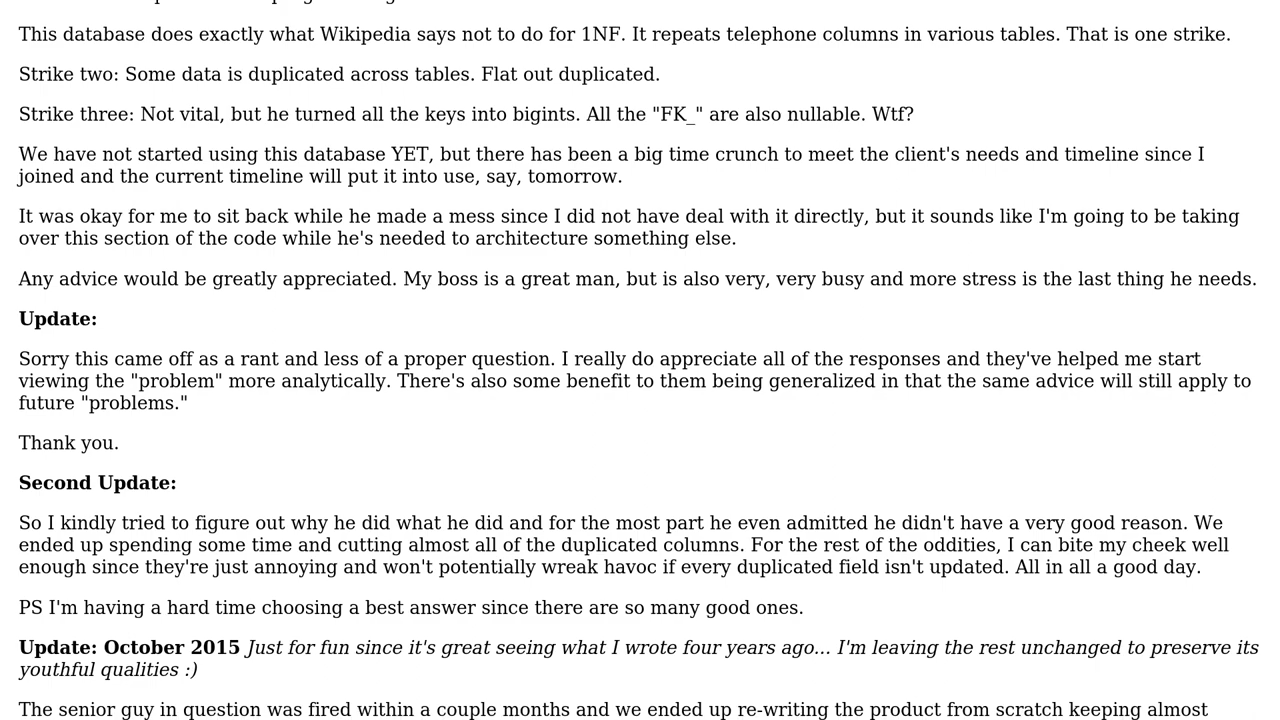 This database does exactly what Wikipedia says not to do for 1NF. It repeats telephone columns in various tables. That is one strike.
Strike two: Some data is duplicated across tables. Flat out duplicated.
Strike three: Not vital, but he turned all the keys into bigints. All the "FK_" are also nullable. Wtf?
We have not started using this database YET, but there has been a big time crunch to meet the client's needs and timeline since I
joined and the current timeline will put it into use, say, tomorrow.
It was okay for me to sit back while he made a mess since I did not have deal with it directly, but it sounds like I'm going to be taking
over this section of the code while he's needed to architecture something else.
Any advice would be greatly appreciated. My boss is a great man, but is also very, very busy and more stress is the last thing he needs.
Update:
Sorry this came off as a rant and less of a proper question. I really do appreciate all of the responses and they've helped me start
viewing the "problem" more analytically. There's also some benefit to them being generalized in that the same advice will still apply to
future "problems."
Thank you.
Second Update:
So I kindly tried to figure out why he did what he did and for the most part he even admitted he didn't have a very good reason. We
ended up spending some time and cutting almost all of the duplicated columns. For the rest of the oddities, I can bite my cheek well
enough since they're just annoying and won't potentially wreak havoc if every duplicated field isn't updated. All in all a good day.
PS I'm having a hard time choosing a best answer since there are so many good ones.
Update: October 2015 Just for fun since it's great seeing what I wrote four years ago... I'm leaving the rest unchanged to preserve its
youthful qualities :)
The senior guy in question was fired within a couple months and we ended up re-writing the product from scratch keeping almost